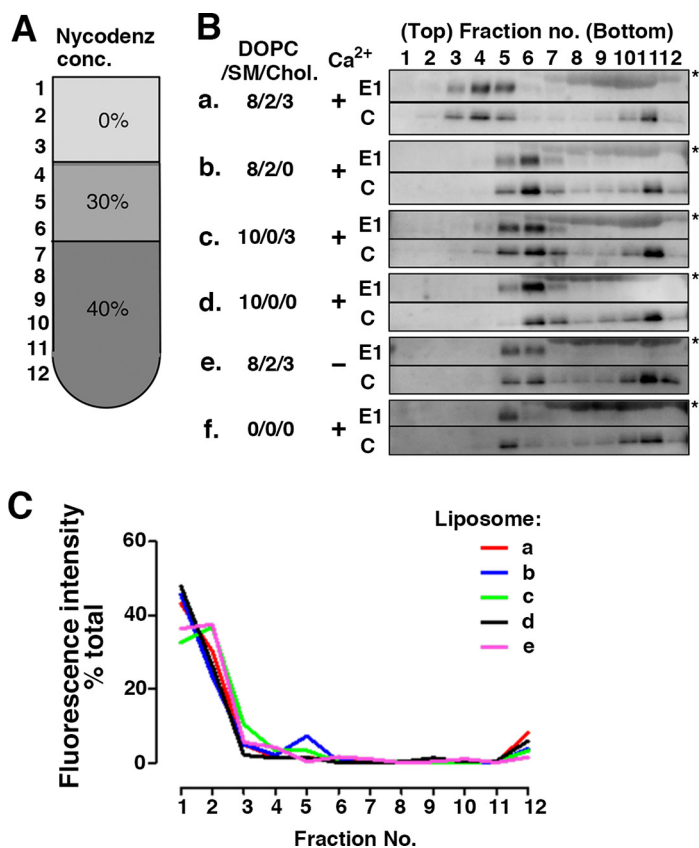 A
Nycodenz
conc.
1
2
3
4
5
6
7
8
9
10
11
12
0%
30%
40%
B
(Top) Fraction no. (Bottom)
DOPC
/SM/Chol.
Ca2+
1 2 3 4 5 6 7 8 9 10 11 12
a. 8/2/3 + E1 *
C
b. 8/2/0 + E1 *
C
c. 10/0/3 + E1 *
C
d. 10/0/0 + E1 *
C
e. 8/2/3 − E1 *
C
f. 0/0/0 + E1 *
C
C
Liposome:
a
b
c
d
e
Fluorescence intensity
% total
60
40
20
0
1 2 3 4 5 6 7 8 9 10 11 12
Fraction No.